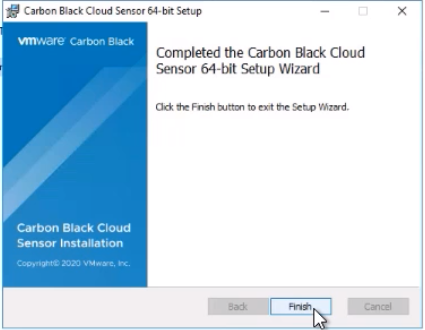 Carbon Black Cloud Sensor 64-bit Setup
vmware Carbon Black
Completed the Carbon Black Cloud
Sensor 64-bit Setup Wizard
Click the Finish button to exit the Setup Wizard.
Carbon Black Cloud
Sensor Installation
Copyright© 2020 VMware, Inc.
Back Finish Cancel